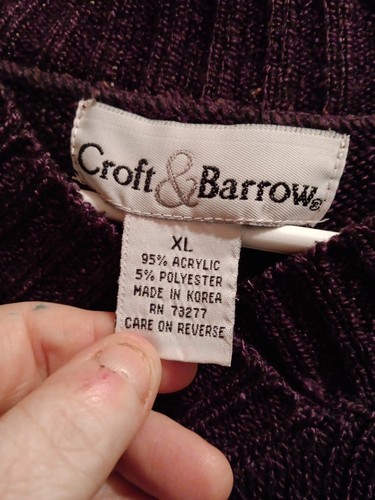 Croft & Barrow®
XL
95% ACRYLIC
5% POLYESTER
MADE IN KOREA
RN 73277
CARE ON REVERSE